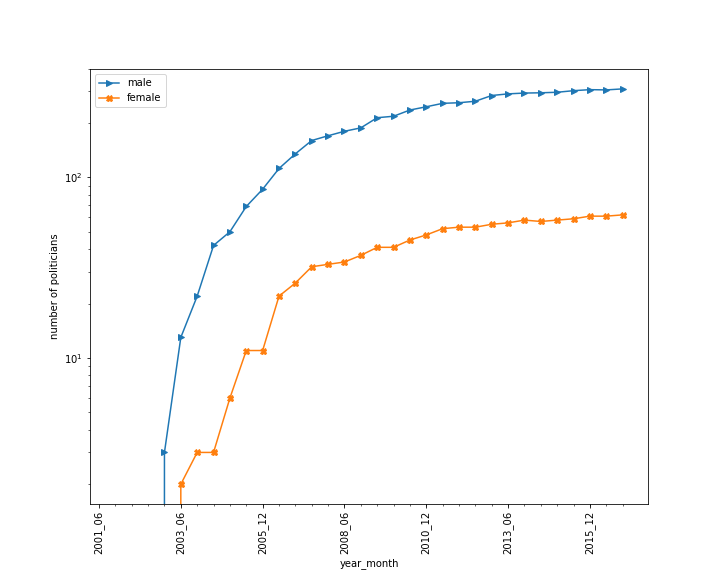 male
female
10²
10¹
number of politicians
2001_06
2003_06
2005_12
2008_06
2010_12
2013_06
2015_12
year_month